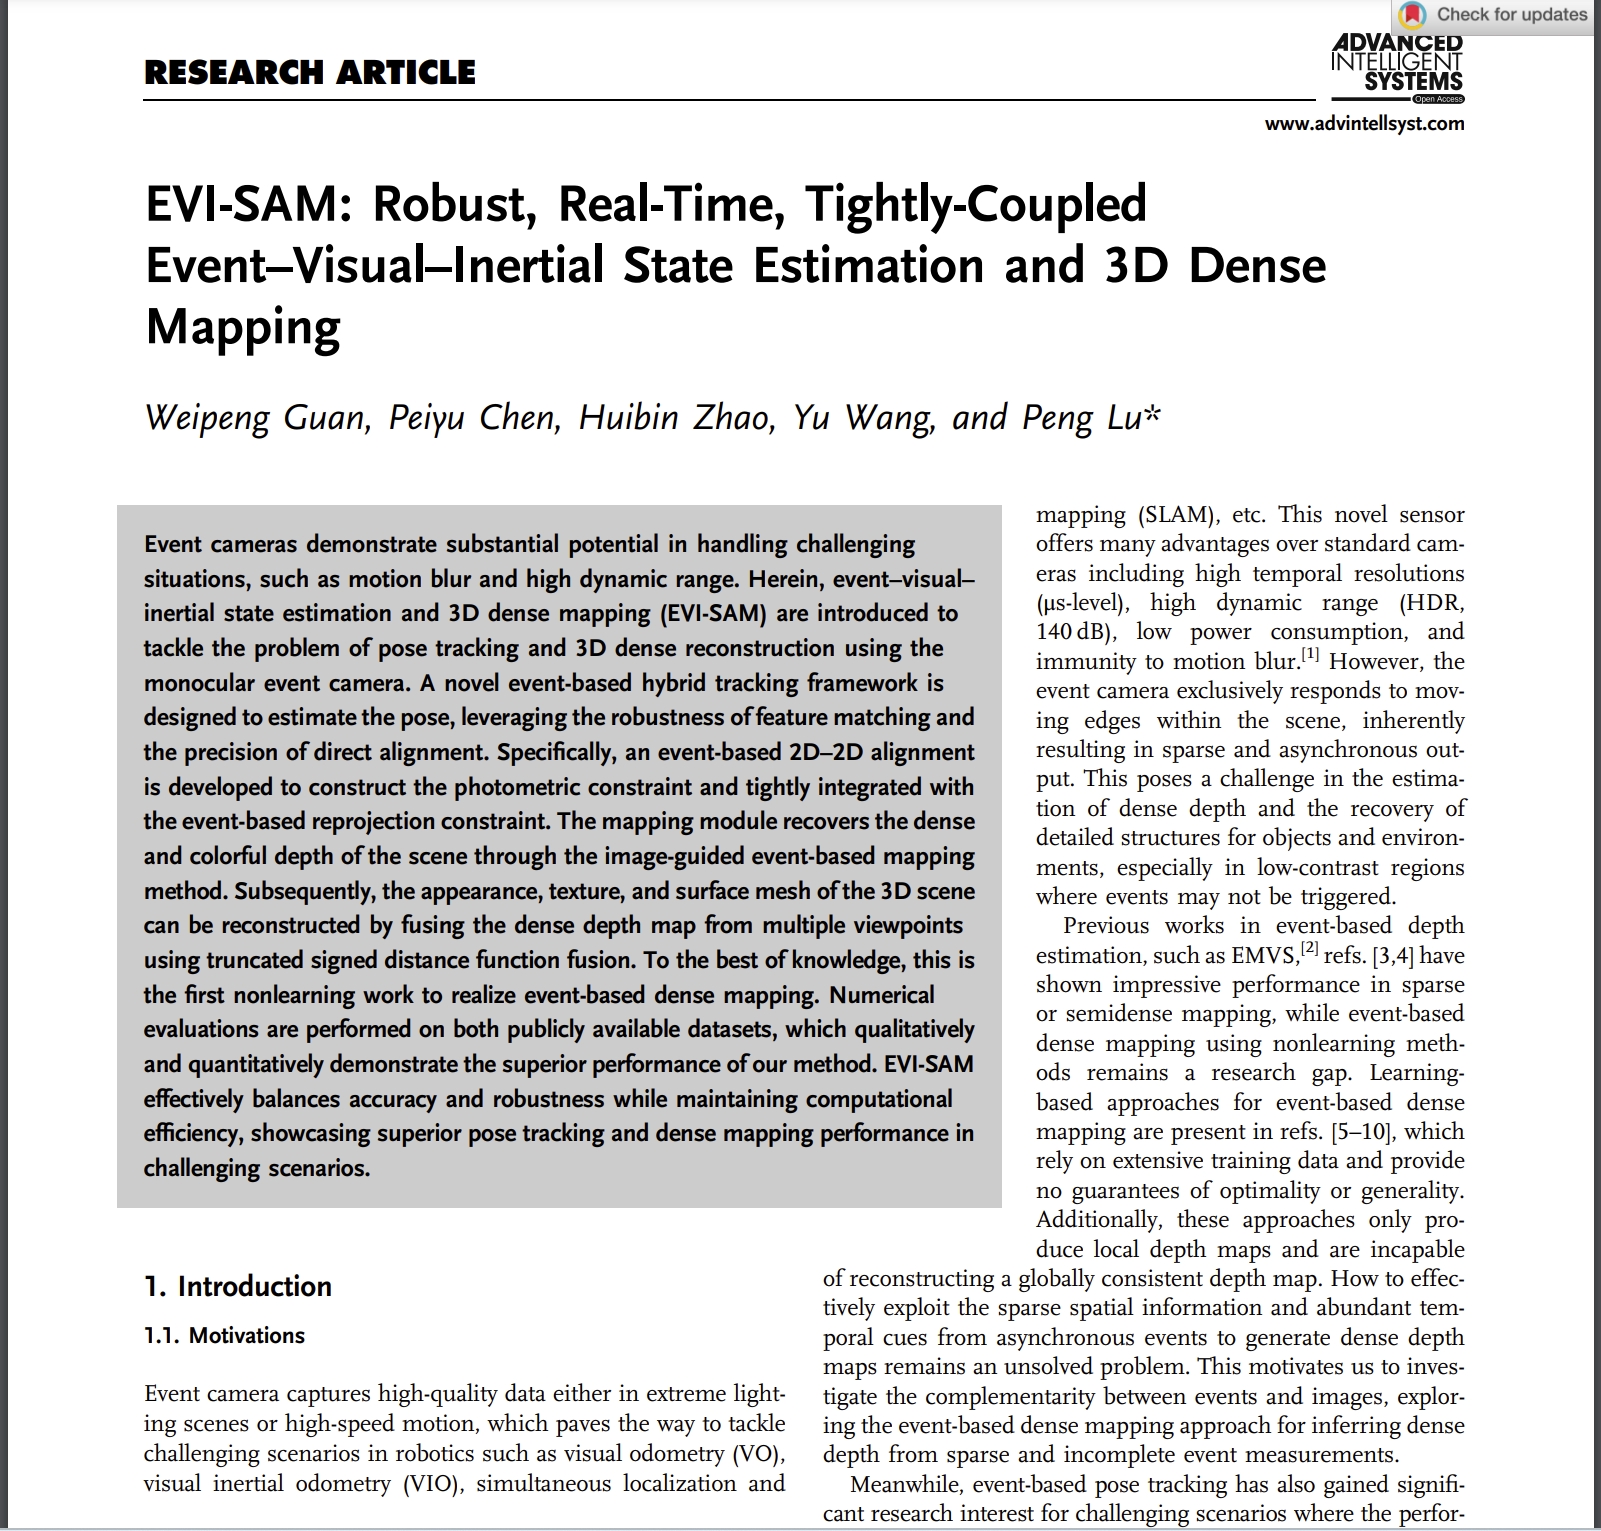 Check for updates
RESEARCH ARTICLE
ADVANCED
INTELLIGENT
SYSTEMS
Open Access
www.advintellsyst.com
EVI-SAM: Robust, Real-Time, Tightly-Coupled
Event–Visual–Inertial State Estimation and 3D Dense
Mapping
Weipeng Guan, Peiyu Chen, Huibin Zhao, Yu Wang, and Peng Lu*
Event cameras demonstrate substantial potential in handling challenging
situations, such as motion blur and high dynamic range. Herein, event–visual–
inertial state estimation and 3D dense mapping (EVI-SAM) are introduced to
tackle the problem of pose tracking and 3D dense reconstruction using the
monocular event camera. A novel event-based hybrid tracking framework is
designed to estimate the pose, leveraging the robustness of feature matching and
the precision of direct alignment. Specifically, an event-based 2D–2D alignment
is developed to construct the photometric constraint and tightly integrated with
the event-based reprojection constraint. The mapping module recovers the dense
and colorful depth of the scene through the image-guided event-based mapping
method. Subsequently, the appearance, texture, and surface mesh of the 3D scene
can be reconstructed by fusing the dense depth map from multiple viewpoints
using truncated signed distance function fusion. To the best of knowledge, this is
the first nonlearning work to realize event-based dense mapping. Numerical
evaluations are performed on both publicly available datasets, which qualitatively
and quantitatively demonstrate the superior performance of our method. EVI-SAM
effectively balances accuracy and robustness while maintaining computational
efficiency, showcasing superior pose tracking and dense mapping performance in
challenging scenarios.
1. Introduction
1.1. Motivations
Event camera captures high-quality data either in extreme light-
ing scenes or high-speed motion, which paves the way to tackle
challenging scenarios in robotics such as visual odometry (VO),
visual inertial odometry (VIO), simultaneous localization and
mapping (SLAM), etc. This novel sensor
offers many advantages over standard cam-
eras including high temporal resolutions
(μs-level), high dynamic range (HDR,
140 dB), low power consumption, and
immunity to motion blur.[1] However, the
event camera exclusively responds to mov-
ing edges within the scene, inherently
resulting in sparse and asynchronous out-
put. This poses a challenge in the estima-
tion of dense depth and the recovery of
detailed structures for objects and environ-
ments, especially in low-contrast regions
where events may not be triggered.
Previous works in event-based depth
estimation, such as EMVS,[2] refs. [3,4] have
shown impressive performance in sparse
or semidense mapping, while event-based
dense mapping using nonlearning meth-
ods remains a research gap. Learning-
based approaches for event-based dense
mapping are present in refs. [5–10], which
rely on extensive training data and provide
no guarantees of optimality or generality.
Additionally, these approaches only pro-
duce local depth maps and are incapable
of reconstructing a globally consistent depth map. How to effec-
tively exploit the sparse spatial information and abundant tem-
poral cues from asynchronous events to generate dense depth
maps remains an unsolved problem. This motivates us to inves-
tigate the complementarity between events and images, explor-
ing the event-based dense mapping approach for inferring dense
depth from sparse and incomplete event measurements.
Meanwhile, event-based pose tracking has also gained signifi-
cant research interest for challenging scenarios where the perfor-